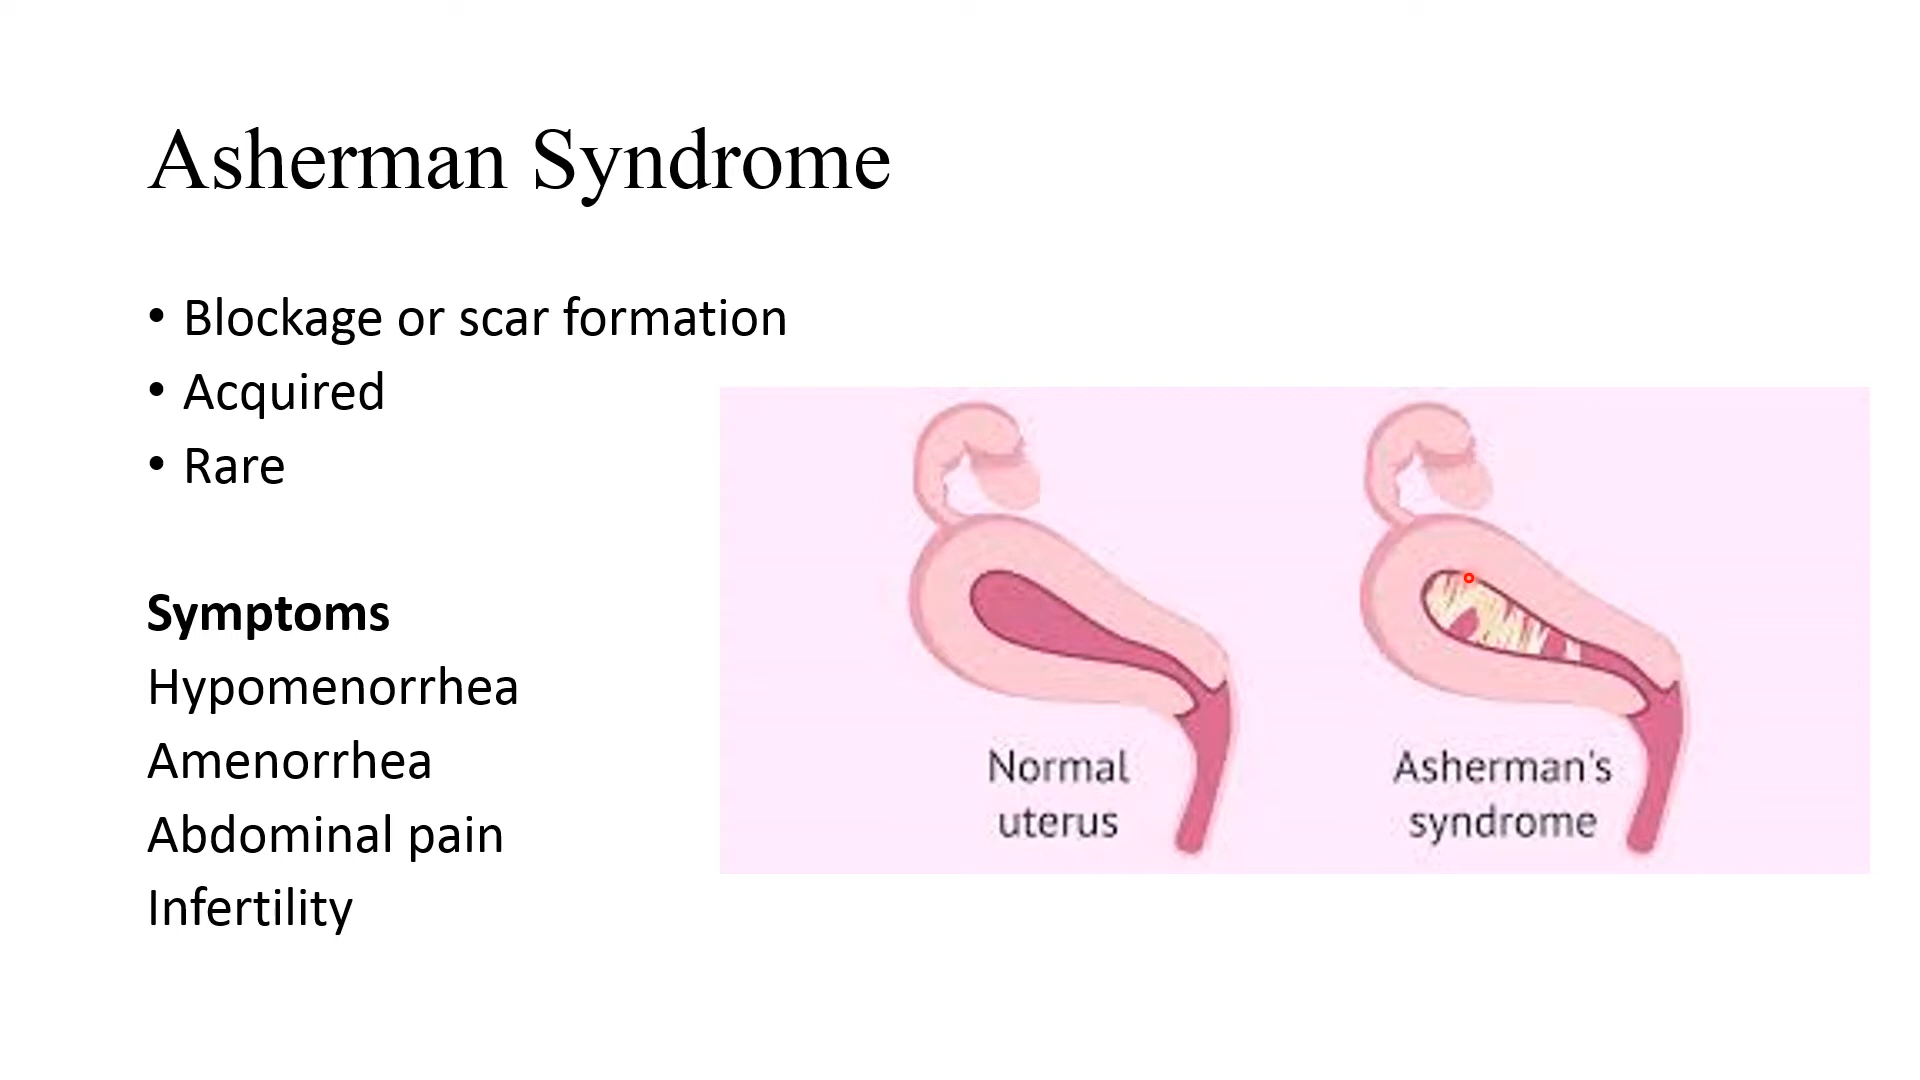 Asherman Syndrome
• Blockage or scar formation
• Acquired
• Rare
Symptoms
Hypomenorrhea
Amenorrhea
Abdominal pain
Infertility
Normal
uterus
Asherman's
syndrome